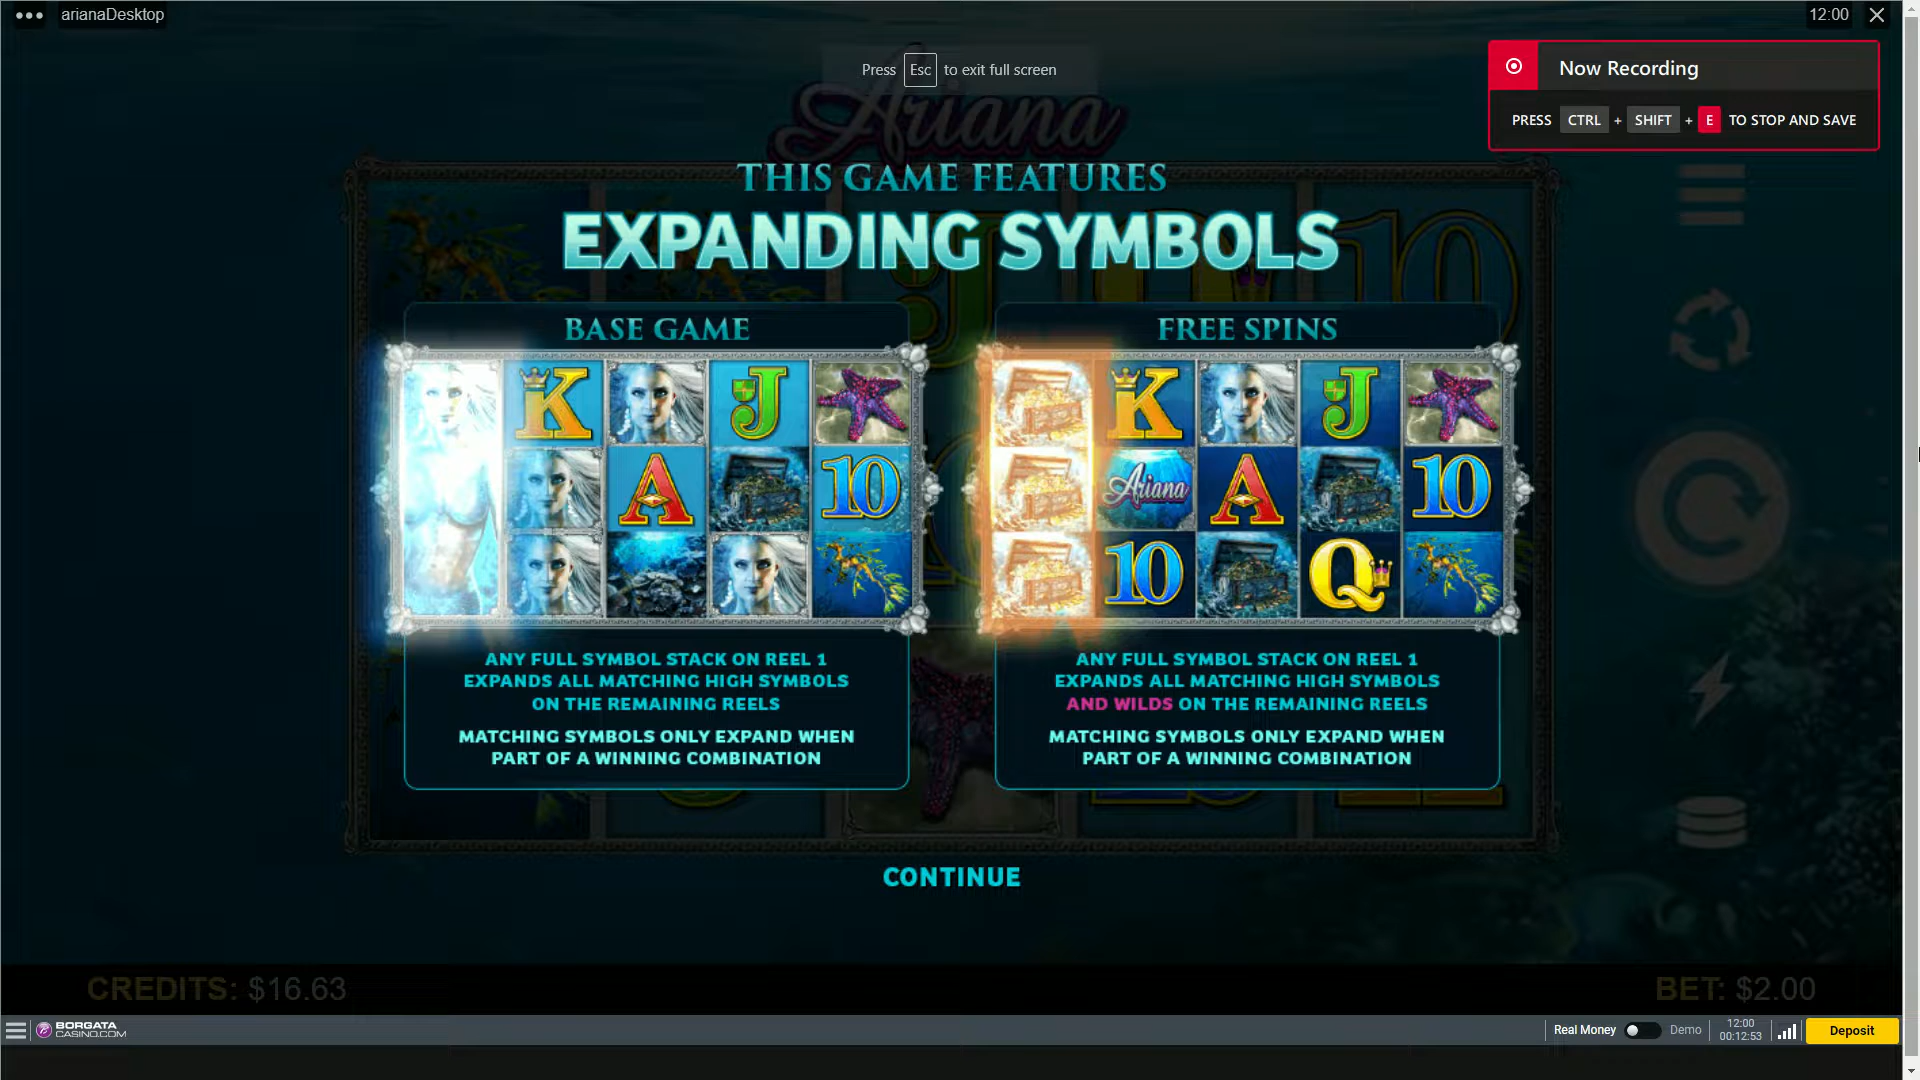 arianaDesktop
12:00
Press Esc to exit full screen
Now Recording
PRESS CTRL + SHIFT + E TO STOP AND SAVE
Ariana
THIS GAME FEATURES
EXPANDING SYMBOLS
BASE GAME
FREE SPINS
K
J
A
10
K
J
Ariana
A
10
10
Q
ANY FULL SYMBOL STACK ON REEL 1
EXPANDS ALL MATCHING HIGH SYMBOLS
ON THE REMAINING REELS
MATCHING SYMBOLS ONLY EXPAND WHEN
PART OF A WINNING COMBINATION
ANY FULL SYMBOL STACK ON REEL 1
EXPANDS ALL MATCHING HIGH SYMBOLS
AND WILDS ON THE REMAINING REELS
MATCHING SYMBOLS ONLY EXPAND WHEN
PART OF A WINNING COMBINATION
CONTINUE
CREDITS: $16.63
BET: $2.00
BORGATA
CASINO.COM
Real Money
Demo
12:00
00:12:53
Deposit